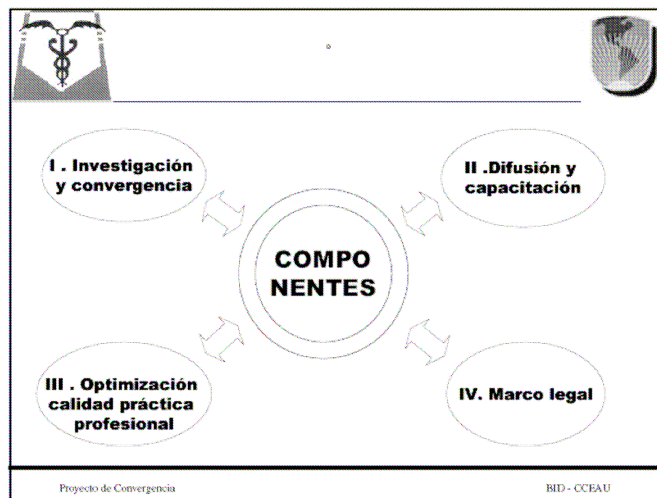 I . Investigación
y convergencia
II .Difusión y
capacitación
COMPO
NENTES
III . Optimización
calidad práctica
profesional
IV. Marco legal
Proyecto de Convergencia
BID - CCEAU